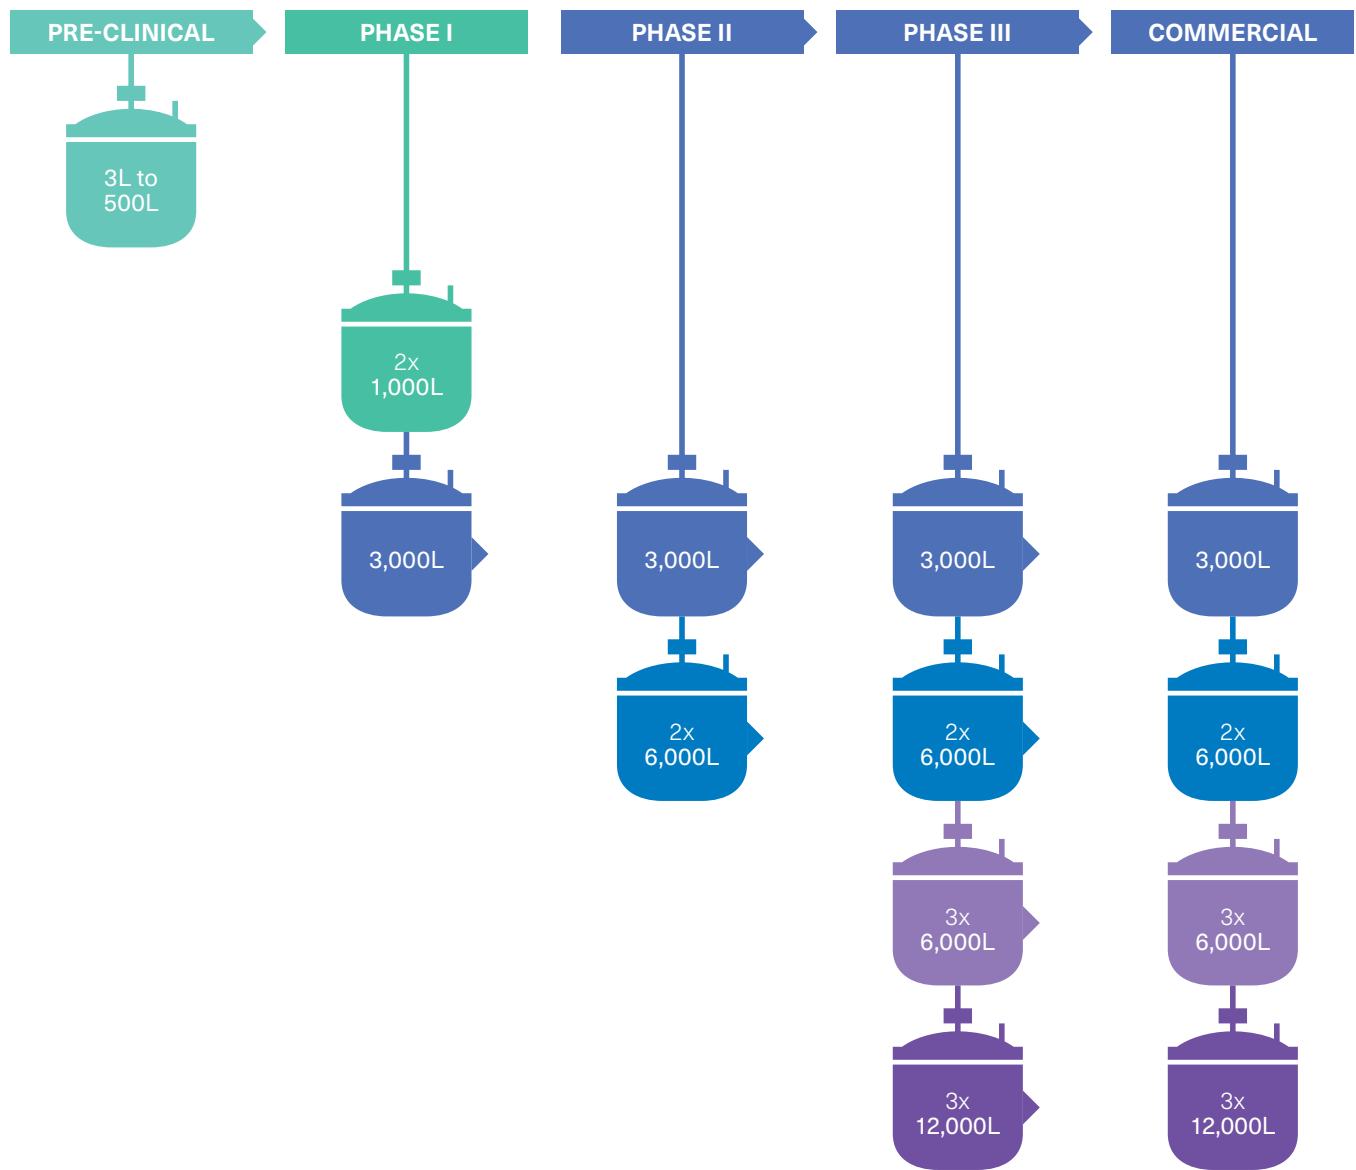 PRE-CLINICAL
3L to
500L
PHASE I
2x
1,000L
3,000L
PHASE II
3,000L
2x
6,000L
PHASE III
3,000L
2x
6,000L
3x
6,000L
3x
12,000L
COMMERCIAL
3,000L
2x
6,000L
3x
6,000L
3x
12,000L